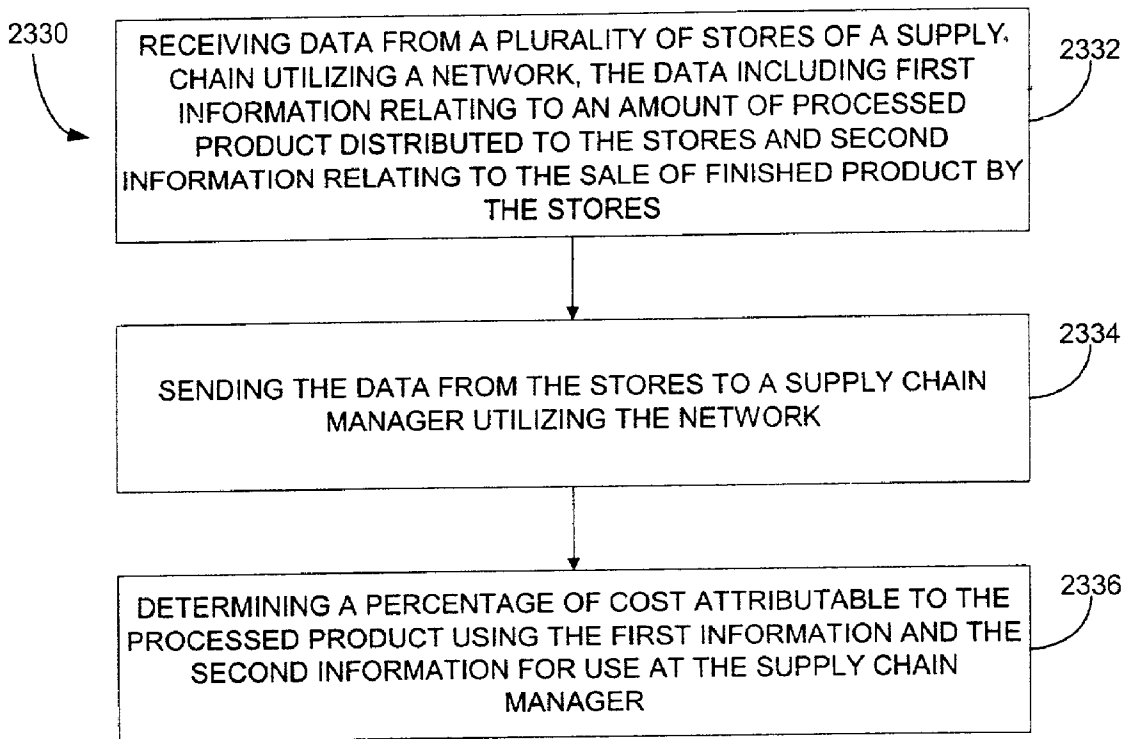 2330
RECEIVING DATA FROM A PLURALITY OF STORES OF A SUPPLY
CHAIN UTILIZING A NETWORK, THE DATA INCLUDING FIRST
INFORMATION RELATING TO AN AMOUNT OF PROCESSED
PRODUCT DISTRIBUTED TO THE STORES AND SECOND
INFORMATION RELATING TO THE SALE OF FINISHED PRODUCT BY
THE STORES
2332
SENDING THE DATA FROM THE STORES TO A SUPPLY CHAIN
MANAGER UTILIZING THE NETWORK
2334
DETERMINING A PERCENTAGE OF COST ATTRIBUTABLE TO THE
PROCESSED PRODUCT USING THE FIRST INFORMATION AND THE
SECOND INFORMATION FOR USE AT THE SUPPLY CHAIN
MANAGER
2336